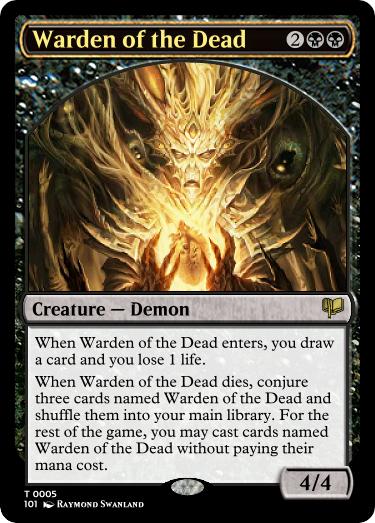 Warden of the Dead 2
Creature — Demon
When Warden of the Dead enters, you draw
a card and you lose 1 life.
When Warden of the Dead dies, conjure
three cards named Warden of the Dead and
shuffle them into your main library. For the
rest of the game, you may cast cards named
Warden of the Dead without paying their
mana cost.
4/4
T 0005
101 Raymond Swanland